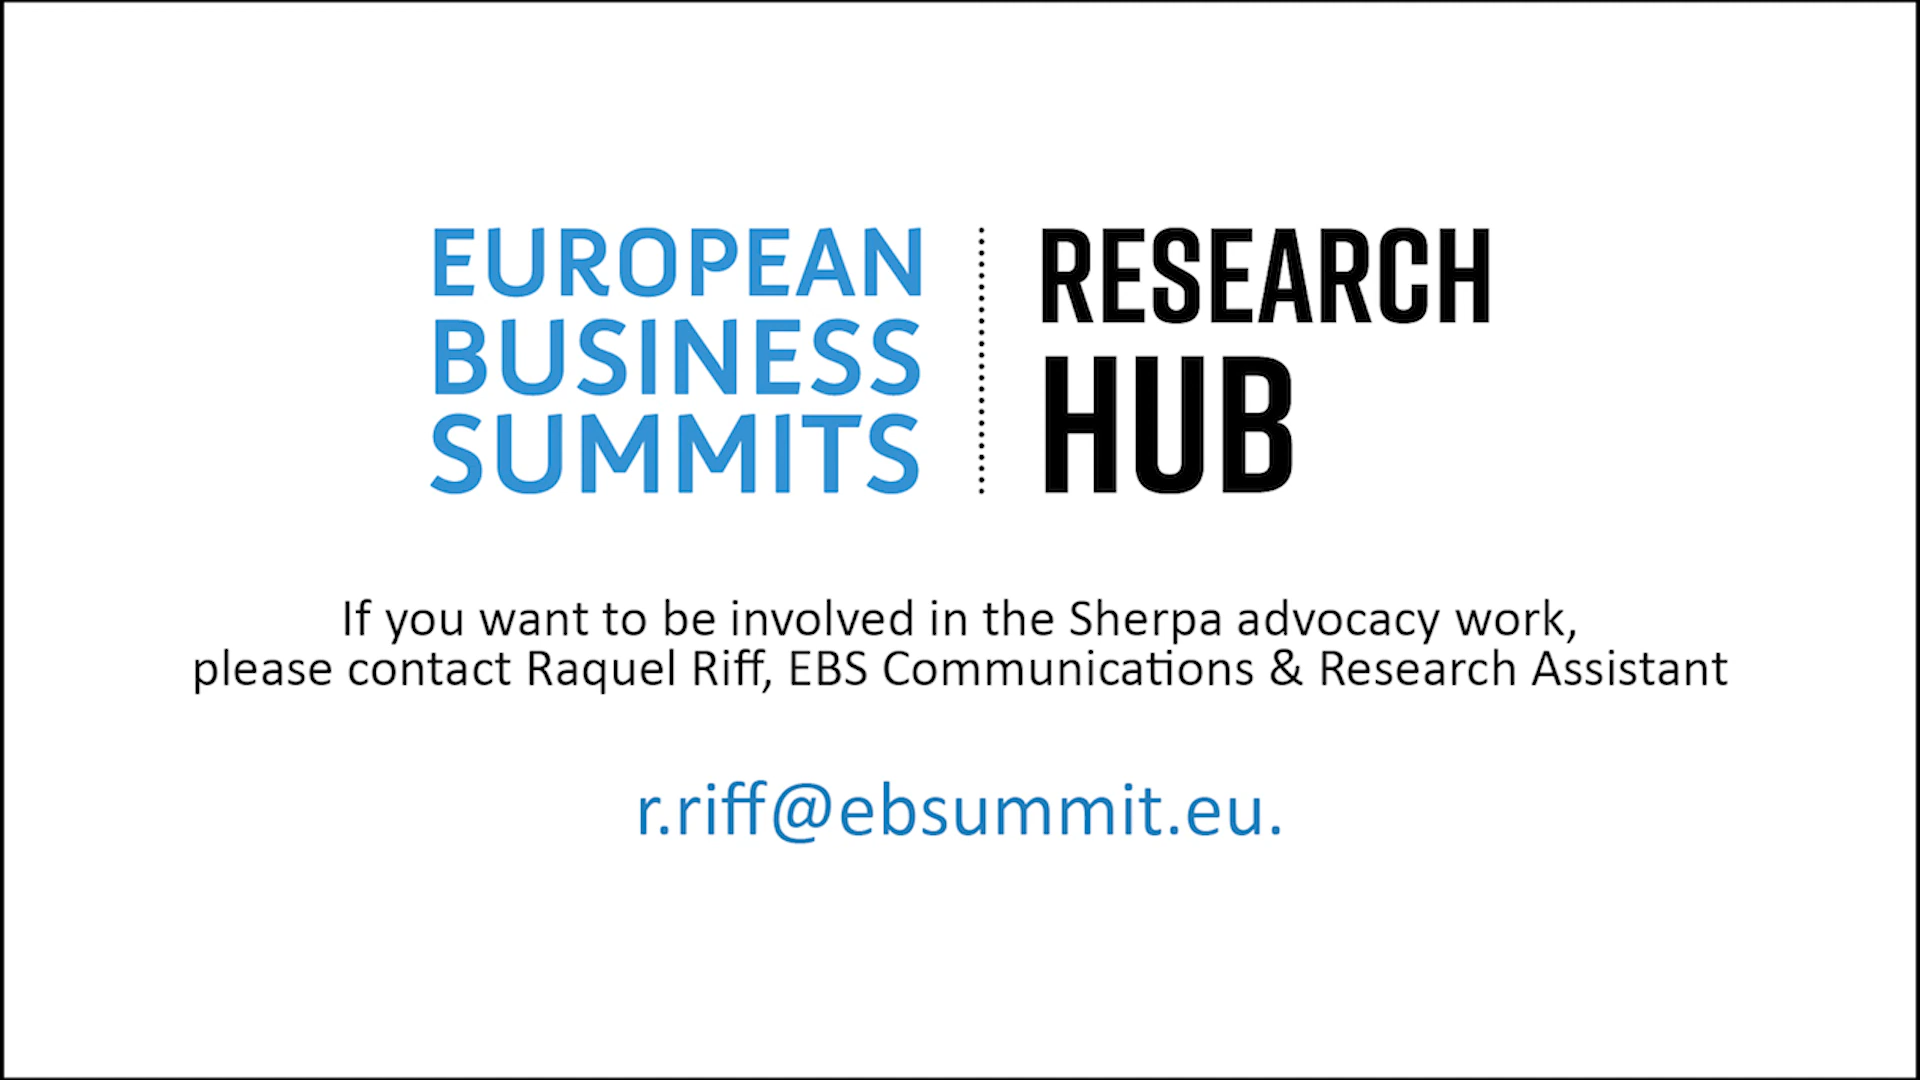 EUROPEAN
BUSINESS
SUMMITS
RESEARCH
HUB
If you want to be involved in the Sherpa advocacy work,
please contact Raquel Riff, EBS Communications & Research Assistant
r.riff@ebsummit.eu.